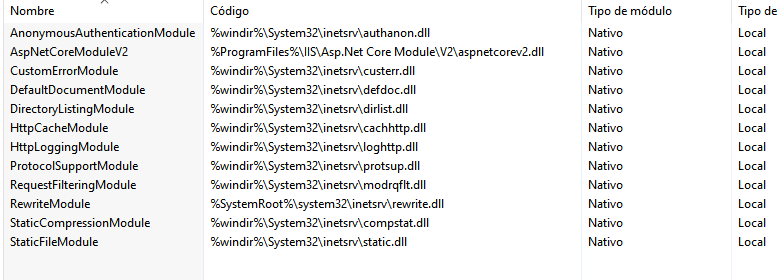 Nombre Código Tipo de módulo Tipo de
AnonymousAuthenticationModule %windir%\System32\inetsrv\authanon.dll Nativo Local
AspNetCoreModuleV2 %ProgramFiles%\IIS\Asp.Net Core Module\V2\aspnetcorev2.dll Nativo Local
CustomErrorModule %windir%\System32\inetsrv\custerr.dll Nativo Local
DefaultDocumentModule %windir%\System32\inetsrv\defdoc.dll Nativo Local
DirectoryListingModule %windir%\System32\inetsrv\dirlist.dll Nativo Local
HttpCacheModule %windir%\System32\inetsrv\cachhttp.dll Nativo Local
HttpLoggingModule %windir%\System32\inetsrv\loghttp.dll Nativo Local
ProtocolSupportModule %windir%\System32\inetsrv\protsup.dll Nativo Local
RequestFilteringModule %windir%\System32\inetsrv\modrqflt.dll Nativo Local
RewriteModule %SystemRoot%\system32\inetsrv\rewrite.dll Nativo Local
StaticCompressionModule %windir%\System32\inetsrv\compstat.dll Nativo Local
StaticFileModule %windir%\System32\inetsrv\static.dll Nativo Local